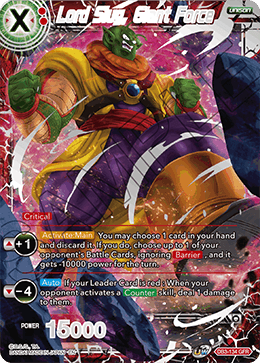 X
Lord Slug, Giant Force
UNISON
Critical
+1 Activate:Main You may choose 1 card in your hand
and discard it. If you do, choose up to 1 of your
opponent's Battle Cards, ignoring Barrier, and it
gets -10000 power for the turn.
-4 Auto If your Leader Card is red: When your
opponent activates a Counter skill, deal 1 damage
to them.
POWER 15000
DB3-134 GFR